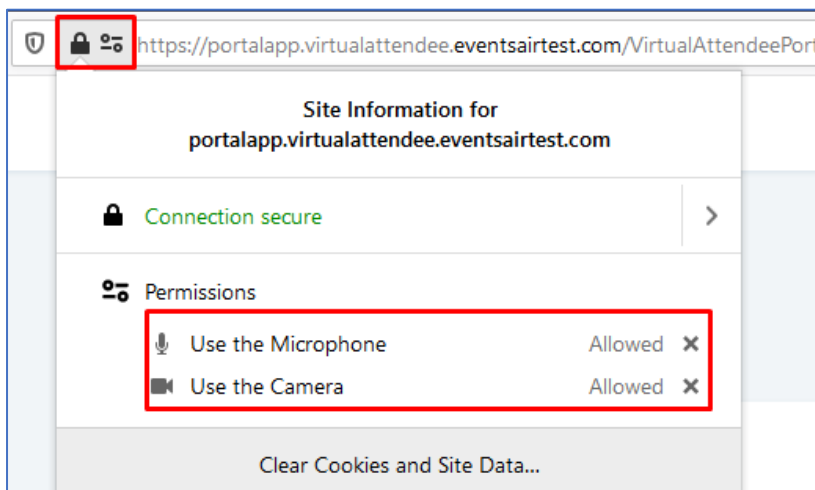 https://portalapp.virtualattendee.eventsairtest.com/VirtualAttendeePort
Site Information for
portalapp.virtualattendee.eventsairtest.com
Connection secure
Permissions
Use the Microphone Allowed
Use the Camera Allowed
Clear Cookies and Site Data...